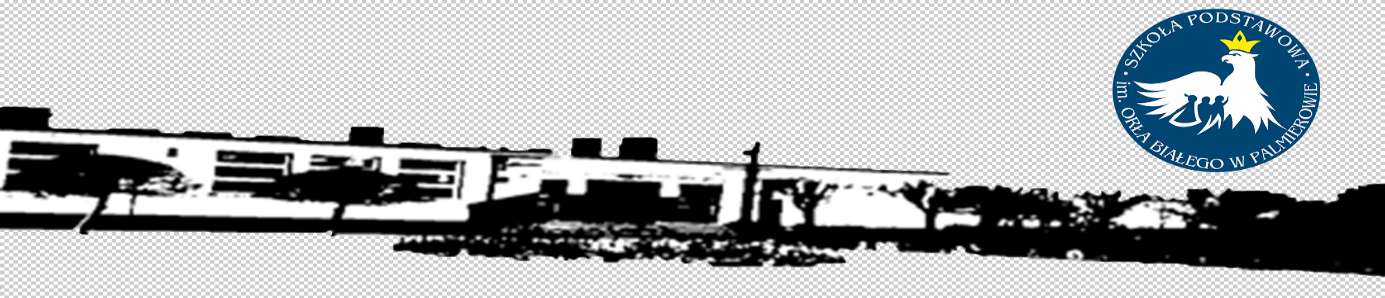 SZKOŁA PODSTAWOWA
im. ORŁA BIAŁEGO W PALMIEROWIE